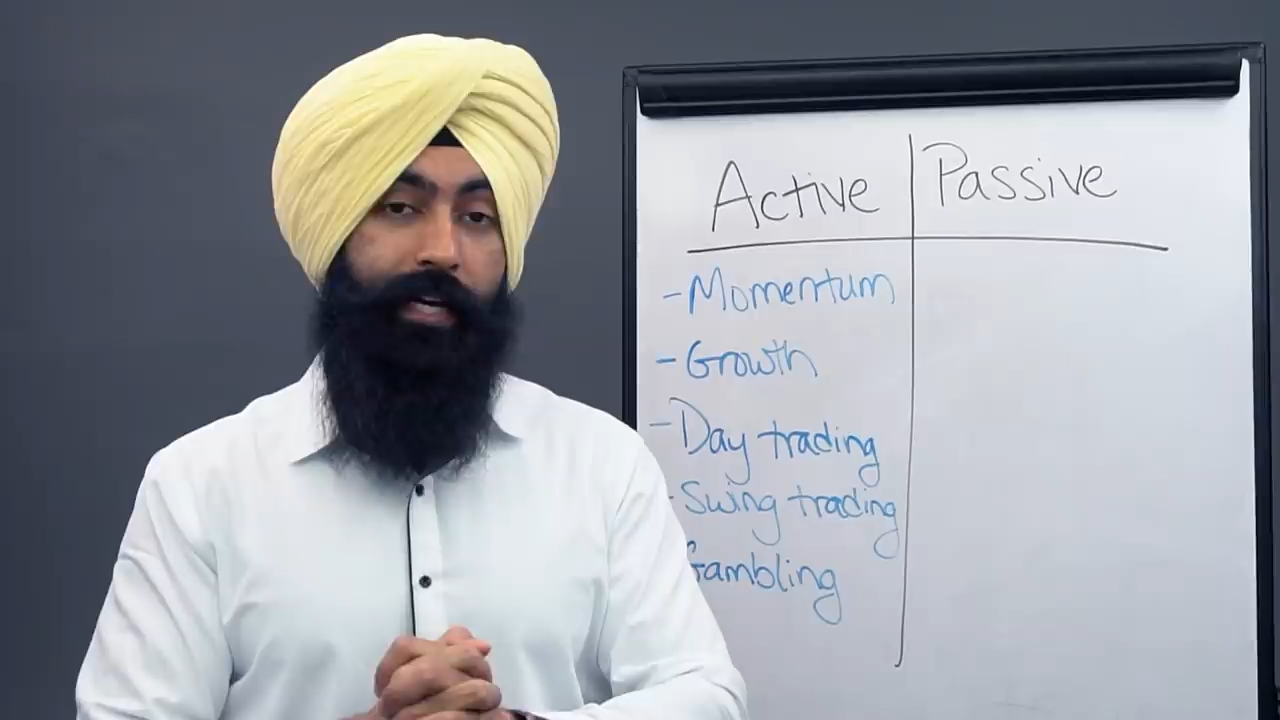 Active Passive
- Momentum
- Growth
- Day trading
- Swing trading
Gambling